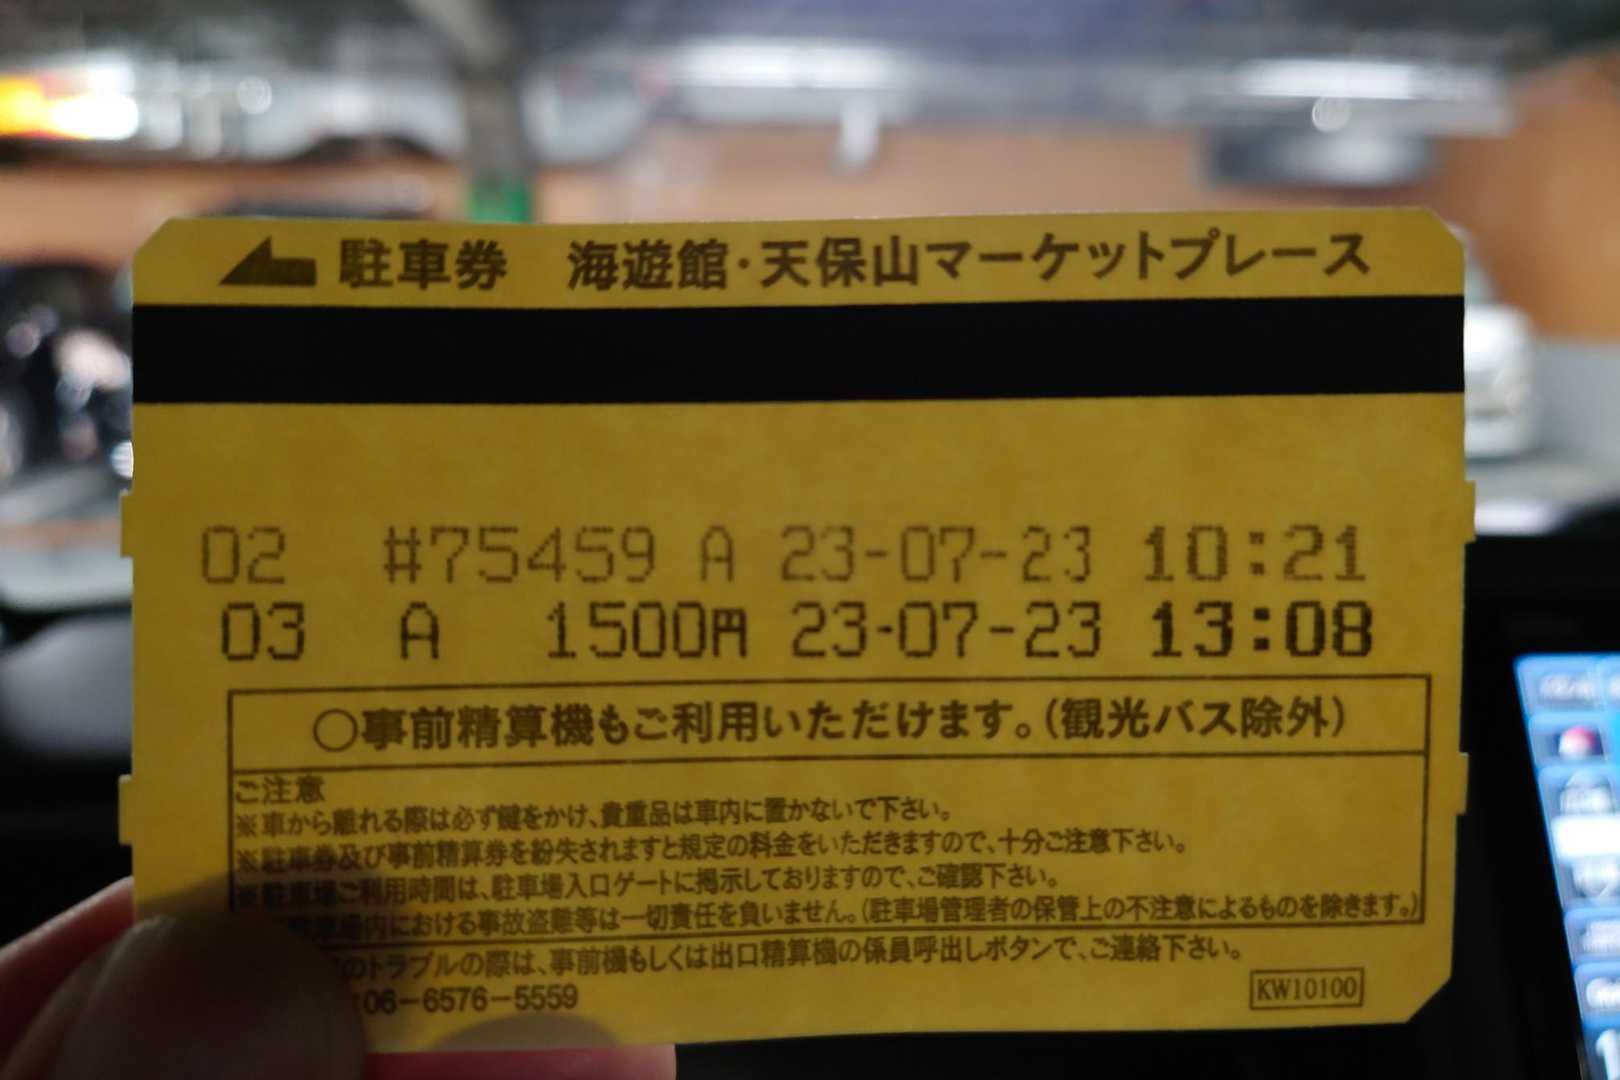 駐車券 海遊館・天保山マーケットプレース
02 #75459 A 23-07-23 10:21
03 A 1500円 23-07-23 13:08
○事前精算機もご利用いただけます。(観光バス除外)
ご注意
※車から離れる際は必ず鍵をかけ、貴重品は車内に置かないで下さい。
※駐車券及び事前精算券を紛失されますと規定の料金をいただきますので、十分ご注意下さい。
※駐車場ご利用時間は、駐車場入口ゲートに掲示しておりますので、ご確認下さい。
駐車場内における事故盗難等は一切責任を負いません。(駐車場管理者の保管上の不注意によるものを除きます。)
のトラブルの際は、事前機もしくは出口精算機の係員呼出しボタンで、ご連絡下さい。
06-6576-5559
KW10100